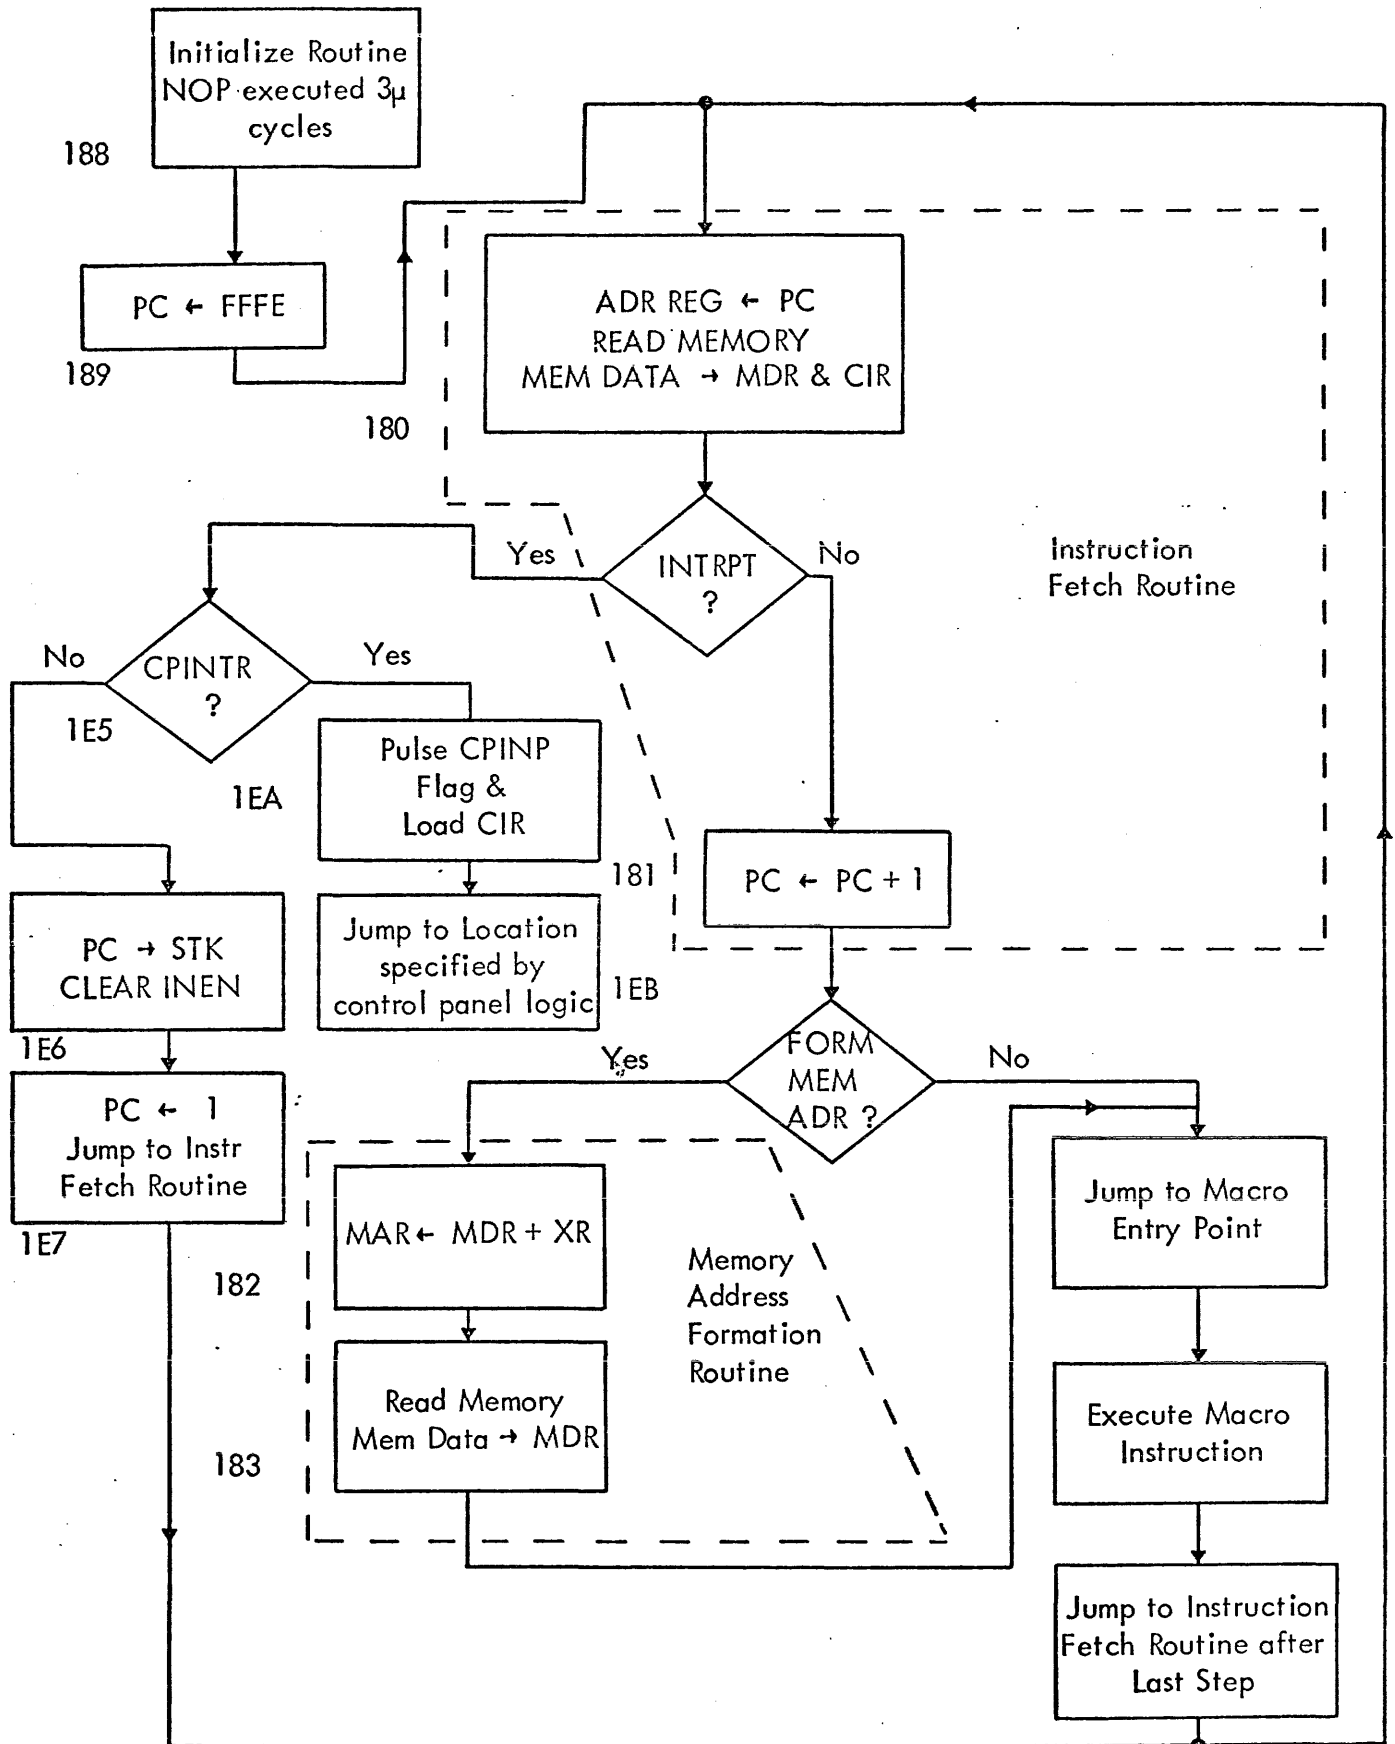 Initialize Routine
NOP executed 3μ
cycles
188
PC ← FFFE
189
ADR REG ← PC
READ MEMORY
MEM DATA → MDR & CIR
180
INTRPT
?
Yes
No
Instruction
Fetch Routine
CPINTR
?
No
Yes
1E5
Pulse CPINP
Flag &
Load CIR
1EA
PC ← PC + 1
181
PC → STK
CLEAR INEN
1E6
Jump to Location
specified by
control panel logic
1EB
FORM
MEM
ADR ?
Yes
No
PC ← 1
Jump to Instr
Fetch Routine
1E7
MAR ← MDR + XR
182
Memory
Address
Formation
Routine
Read Memory
Mem Data → MDR
183
Jump to Macro
Entry Point
Execute Macro
Instruction
Jump to Instruction
Fetch Routine after
Last Step